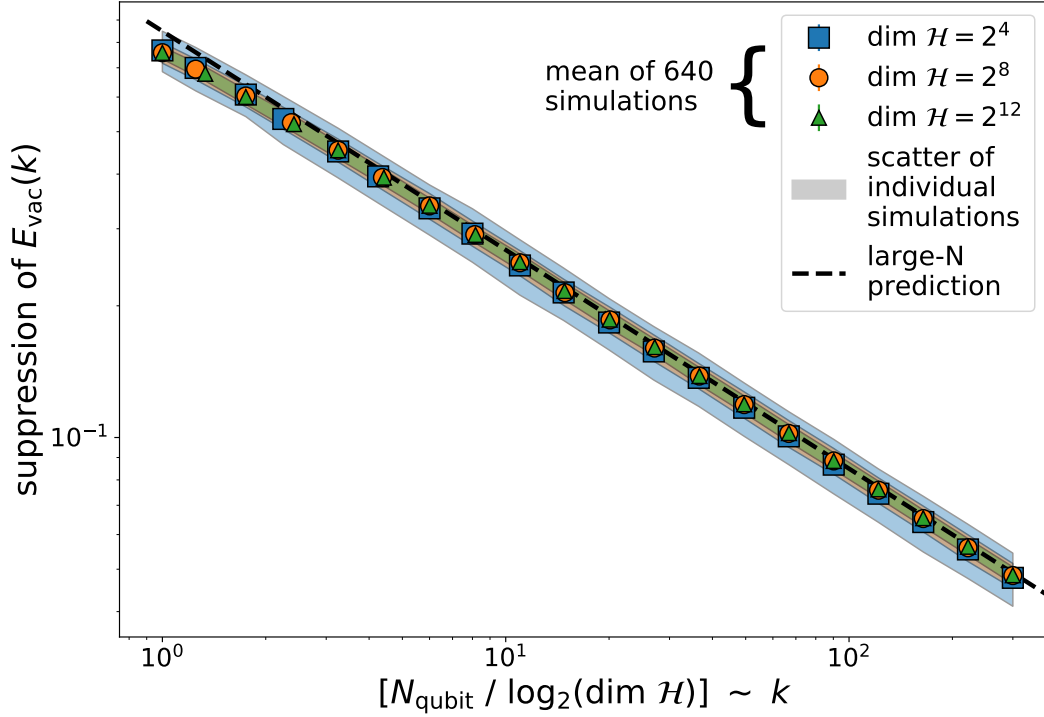 suppression of E_vac(k)
10⁻¹
10⁰
10¹
10²
[N_qubit / log₂(dim ℋ)] ~ k
mean of 640
simulations
{
dim ℋ = 2⁴
dim ℋ = 2⁸
dim ℋ = 2¹²
scatter of
individual
simulations
large-N
prediction